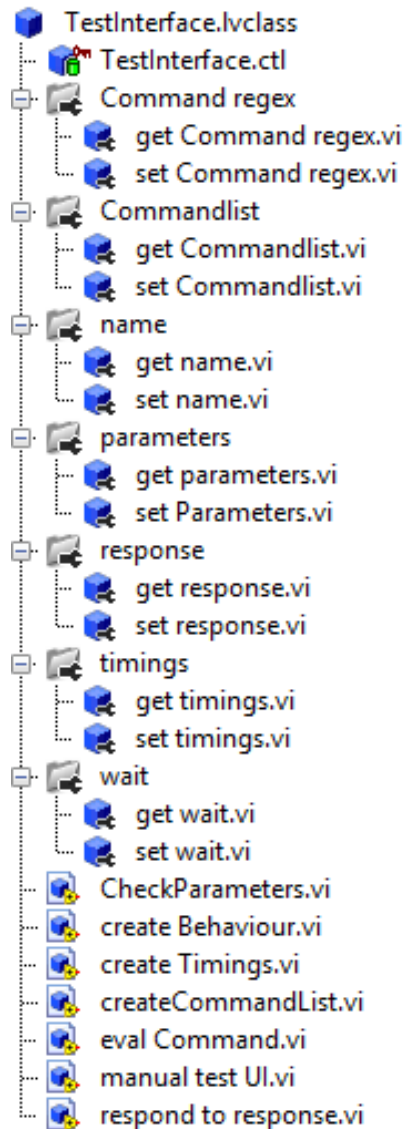 TestInterface.lvclass
TestInterface.ctl
Command regex
get Command regex.vi
set Command regex.vi
Commandlist
get Commandlist.vi
set Commandlist.vi
name
get name.vi
set name.vi
parameters
get parameters.vi
set Parameters.vi
response
get response.vi
set response.vi
timings
get timings.vi
set timings.vi
wait
get wait.vi
set wait.vi
CheckParameters.vi
create Behaviour.vi
create Timings.vi
createCommandList.vi
eval Command.vi
manual test UI.vi
respond to response.vi